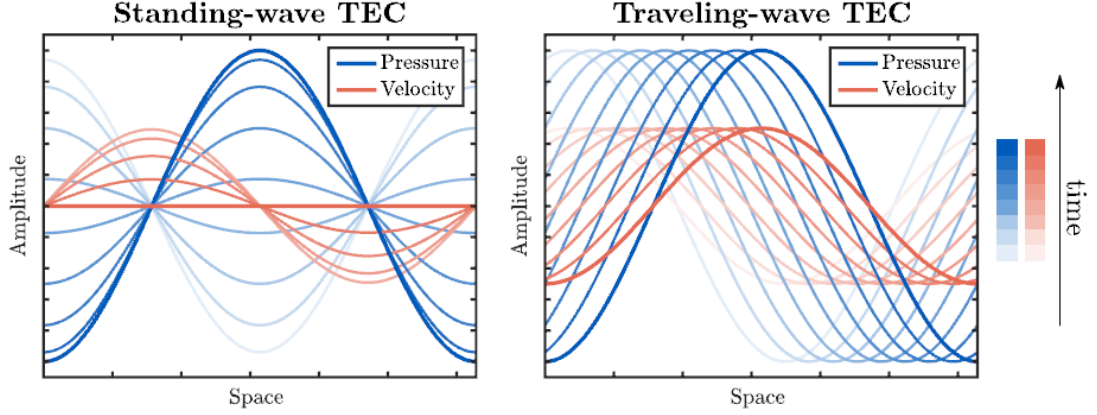 Standing-wave TEC
Pressure
Velocity
Amplitude
Space
Traveling-wave TEC
Pressure
Velocity
Amplitude
Space
time